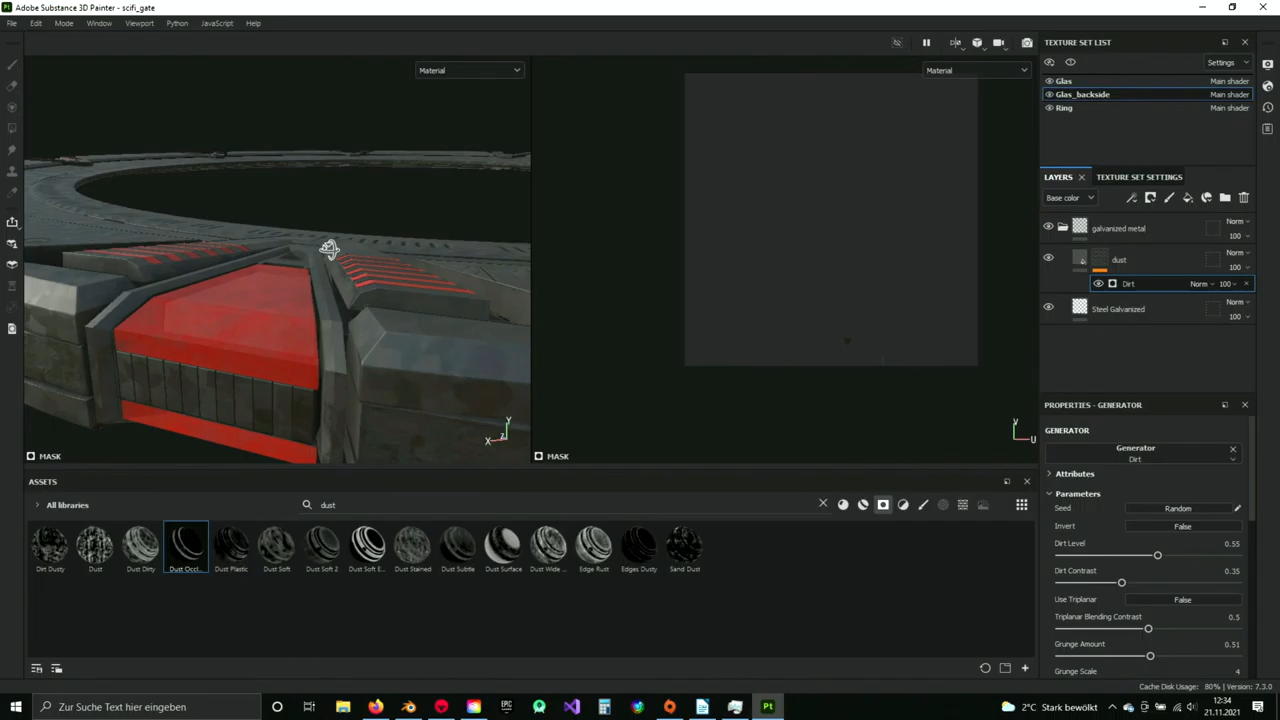 Adobe Substance 3D Painter - scifi_gate
File Edit Mode Window Viewport Python JavaScript Help
Material
Material
MASK
MASK
X Y Z
V U
TEXTURE SET LIST
Settings
Glas Main shader
Glas_backside Main shader
Ring Main shader
LAYERS TEXTURE SET SETTINGS
Base color
galvanized metal Norm 100
dust Norm 100
Dirt Norm 100
Steel Galvanized Norm 100
PROPERTIES - GENERATOR
GENERATOR
Generator
Dirt
Attributes
Parameters
Seed Random
Invert False
Dirt Level 0.55
Dirt Contrast 0.35
Use Triplanar False
Triplanar Blending Contrast 0.5
Grunge Amount 0.51
Grunge Scale 4
ASSETS
All libraries dust
Dirt Dusty Dust Dust Dirty Dust Occl... Dust Plastic Dust Soft Dust Soft 2 Dust Soft E... Dust Stained Dust Subtle Dust Surface Dust Wide ... Edge Rust Edges Dusty Sand Dust
Cache Disk Usage: 80% | Version: 7.3.0
Zur Suche Text hier eingeben
2°C Stark bewölkt
12:34
21.11.2021